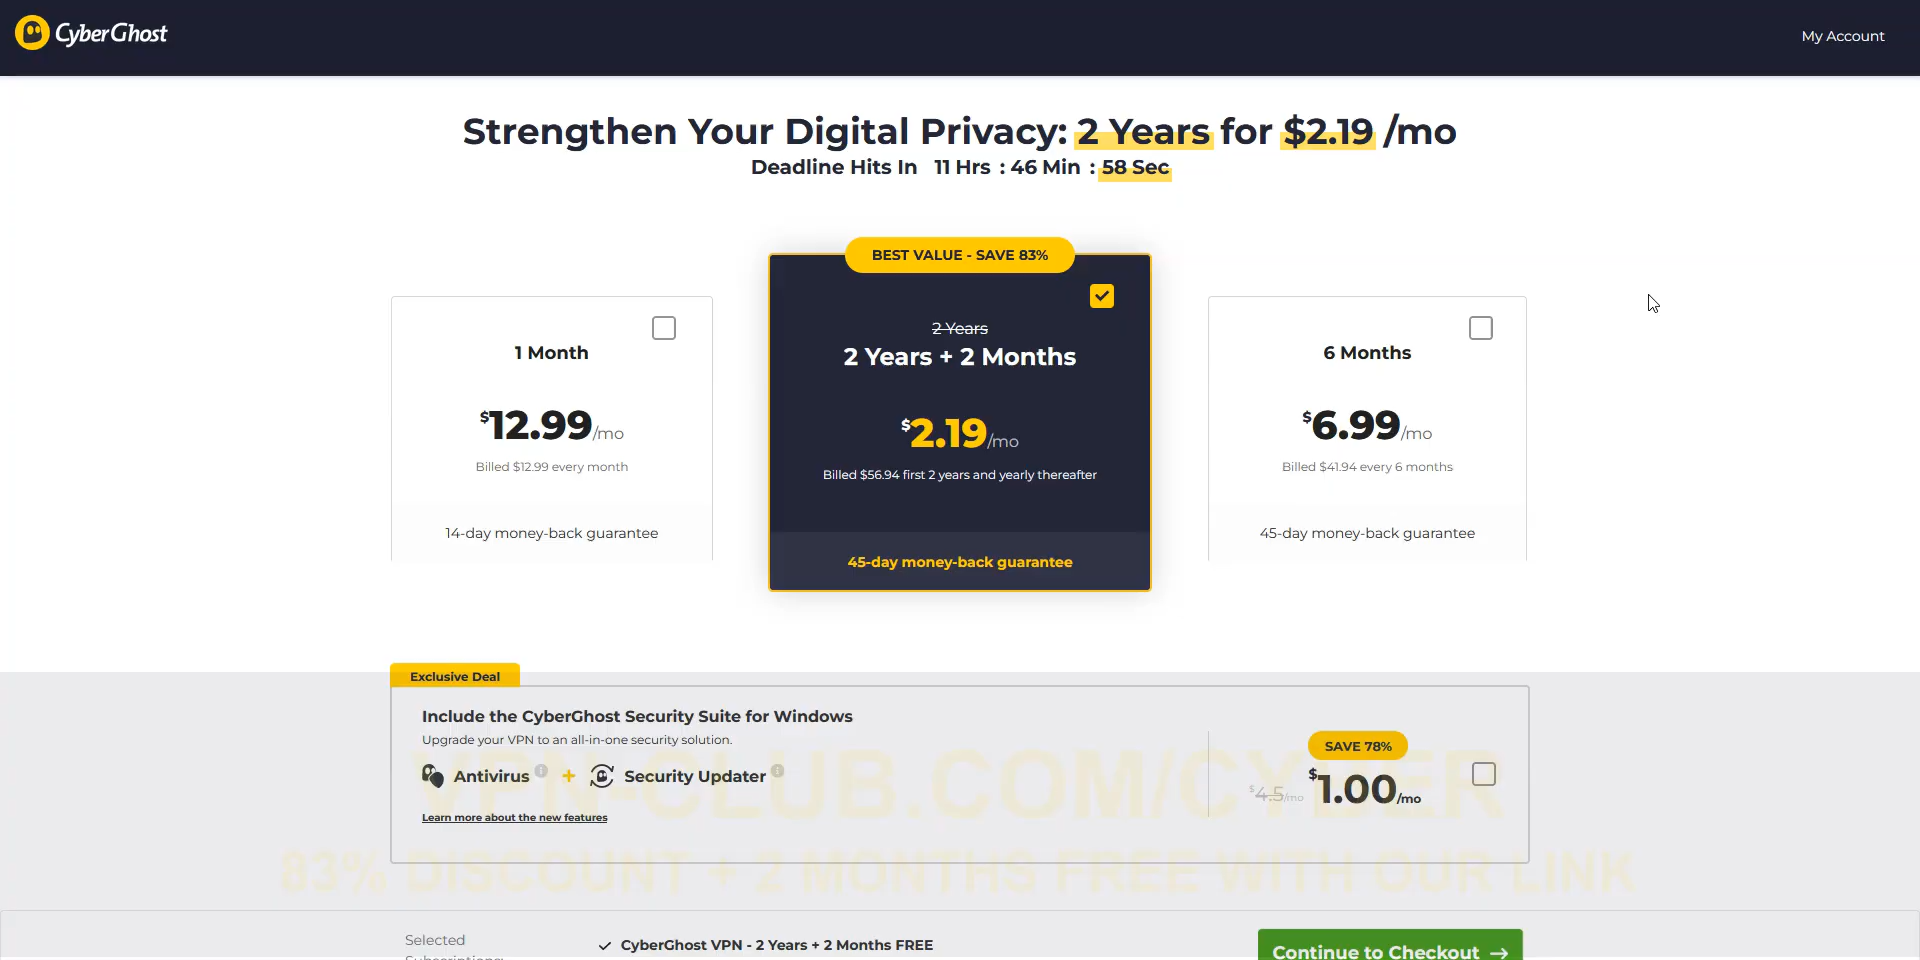 CyberGhost
My Account
Strengthen Your Digital Privacy: 2 Years for $2.19 /mo
Deadline Hits In 11 Hrs : 46 Min : 58 Sec
BEST VALUE - SAVE 83%
1 Month
$12.99/mo
Billed $12.99 every month
14-day money-back guarantee
2 Years
2 Years + 2 Months
$2.19/mo
Billed $56.94 first 2 years and yearly thereafter
45-day money-back guarantee
6 Months
$6.99/mo
Billed $41.94 every 6 months
45-day money-back guarantee
Exclusive Deal
Include the CyberGhost Security Suite for Windows
Upgrade your VPN to an all-in-one security solution.
Antivirus + Security Updater
Learn more about the new features
SAVE 78%
$4.5/mo
$1.00/mo
VPN-CLUB.COM/CYBER
83% DISCOUNT + 2 MONTHS FREE WITH OUR LINK
Selected
Subscriptions:
CyberGhost VPN - 2 Years + 2 Months FREE
Continue to Checkout →